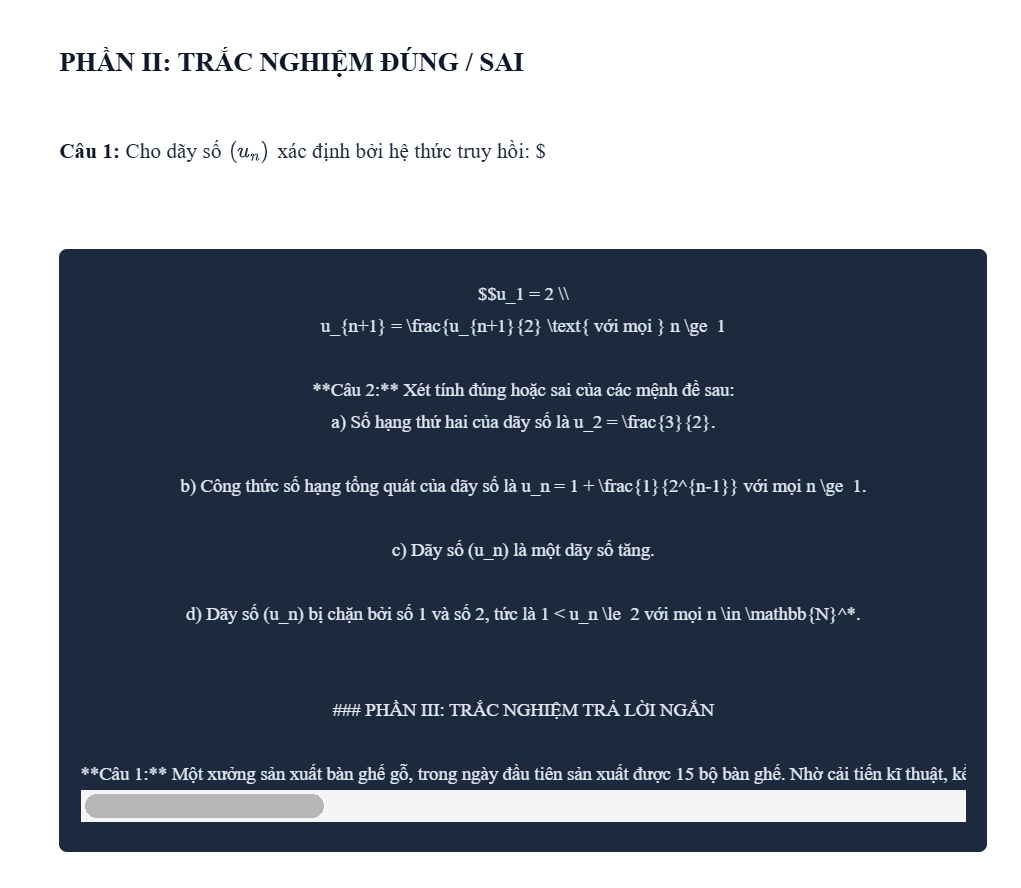 PHẦN II: TRẮC NGHIỆM ĐÚNG / SAI
Câu 1: Cho dãy số (uₙ) xác định bởi hệ thức truy hồi: $
$$u_1 = 2 \\
u_{n+1} = \frac{u_{n+1}{2} \text{ với mọi } n \ge 1
**Câu 2:** Xét tính đúng hoặc sai của các mệnh đề sau:
a) Số hạng thứ hai của dãy số là u_2 = \frac{3}{2}.
b) Công thức số hạng tổng quát của dãy số là u_n = 1 + \frac{1}{2^{n-1}} với mọi n \ge 1.
c) Dãy số (u_n) là một dãy số tăng.
d) Dãy số (u_n) bị chặn bởi số 1 và số 2, tức là 1 < u_n \le 2 với mọi n \in \mathbb{N}^*.
### PHẦN III: TRẮC NGHIỆM TRẢ LỜI NGẮN
**Câu 1:** Một xưởng sản xuất bàn ghế gỗ, trong ngày đầu tiên sản xuất được 15 bộ bàn ghế. Nhờ cải tiến kĩ thuật,